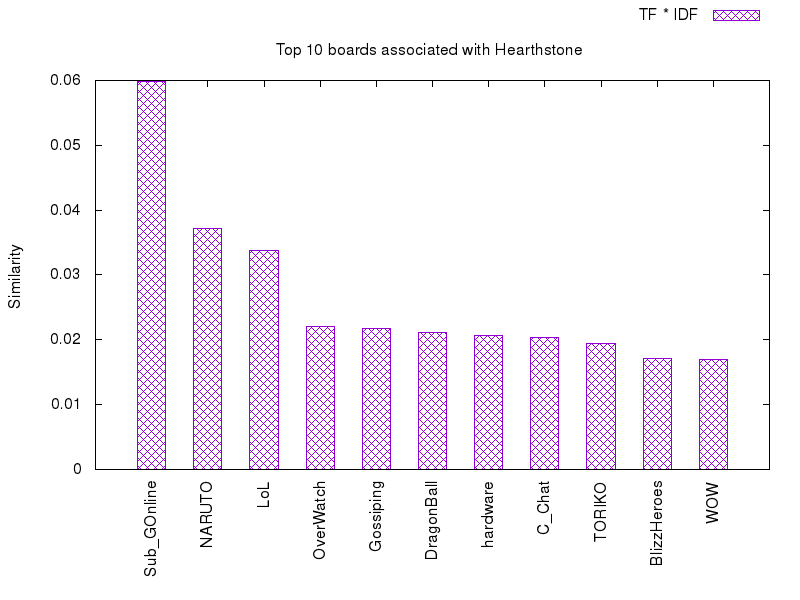 TF * IDF
Top 10 boards associated with Hearthstone
0.06
0.05
0.04
0.03
0.02
0.01
0
Similarity
Sub_GOnline
NARUTO
LoL
OverWatch
Gossiping
DragonBall
hardware
C_Chat
TORIKO
BlizzHeroes
WOW